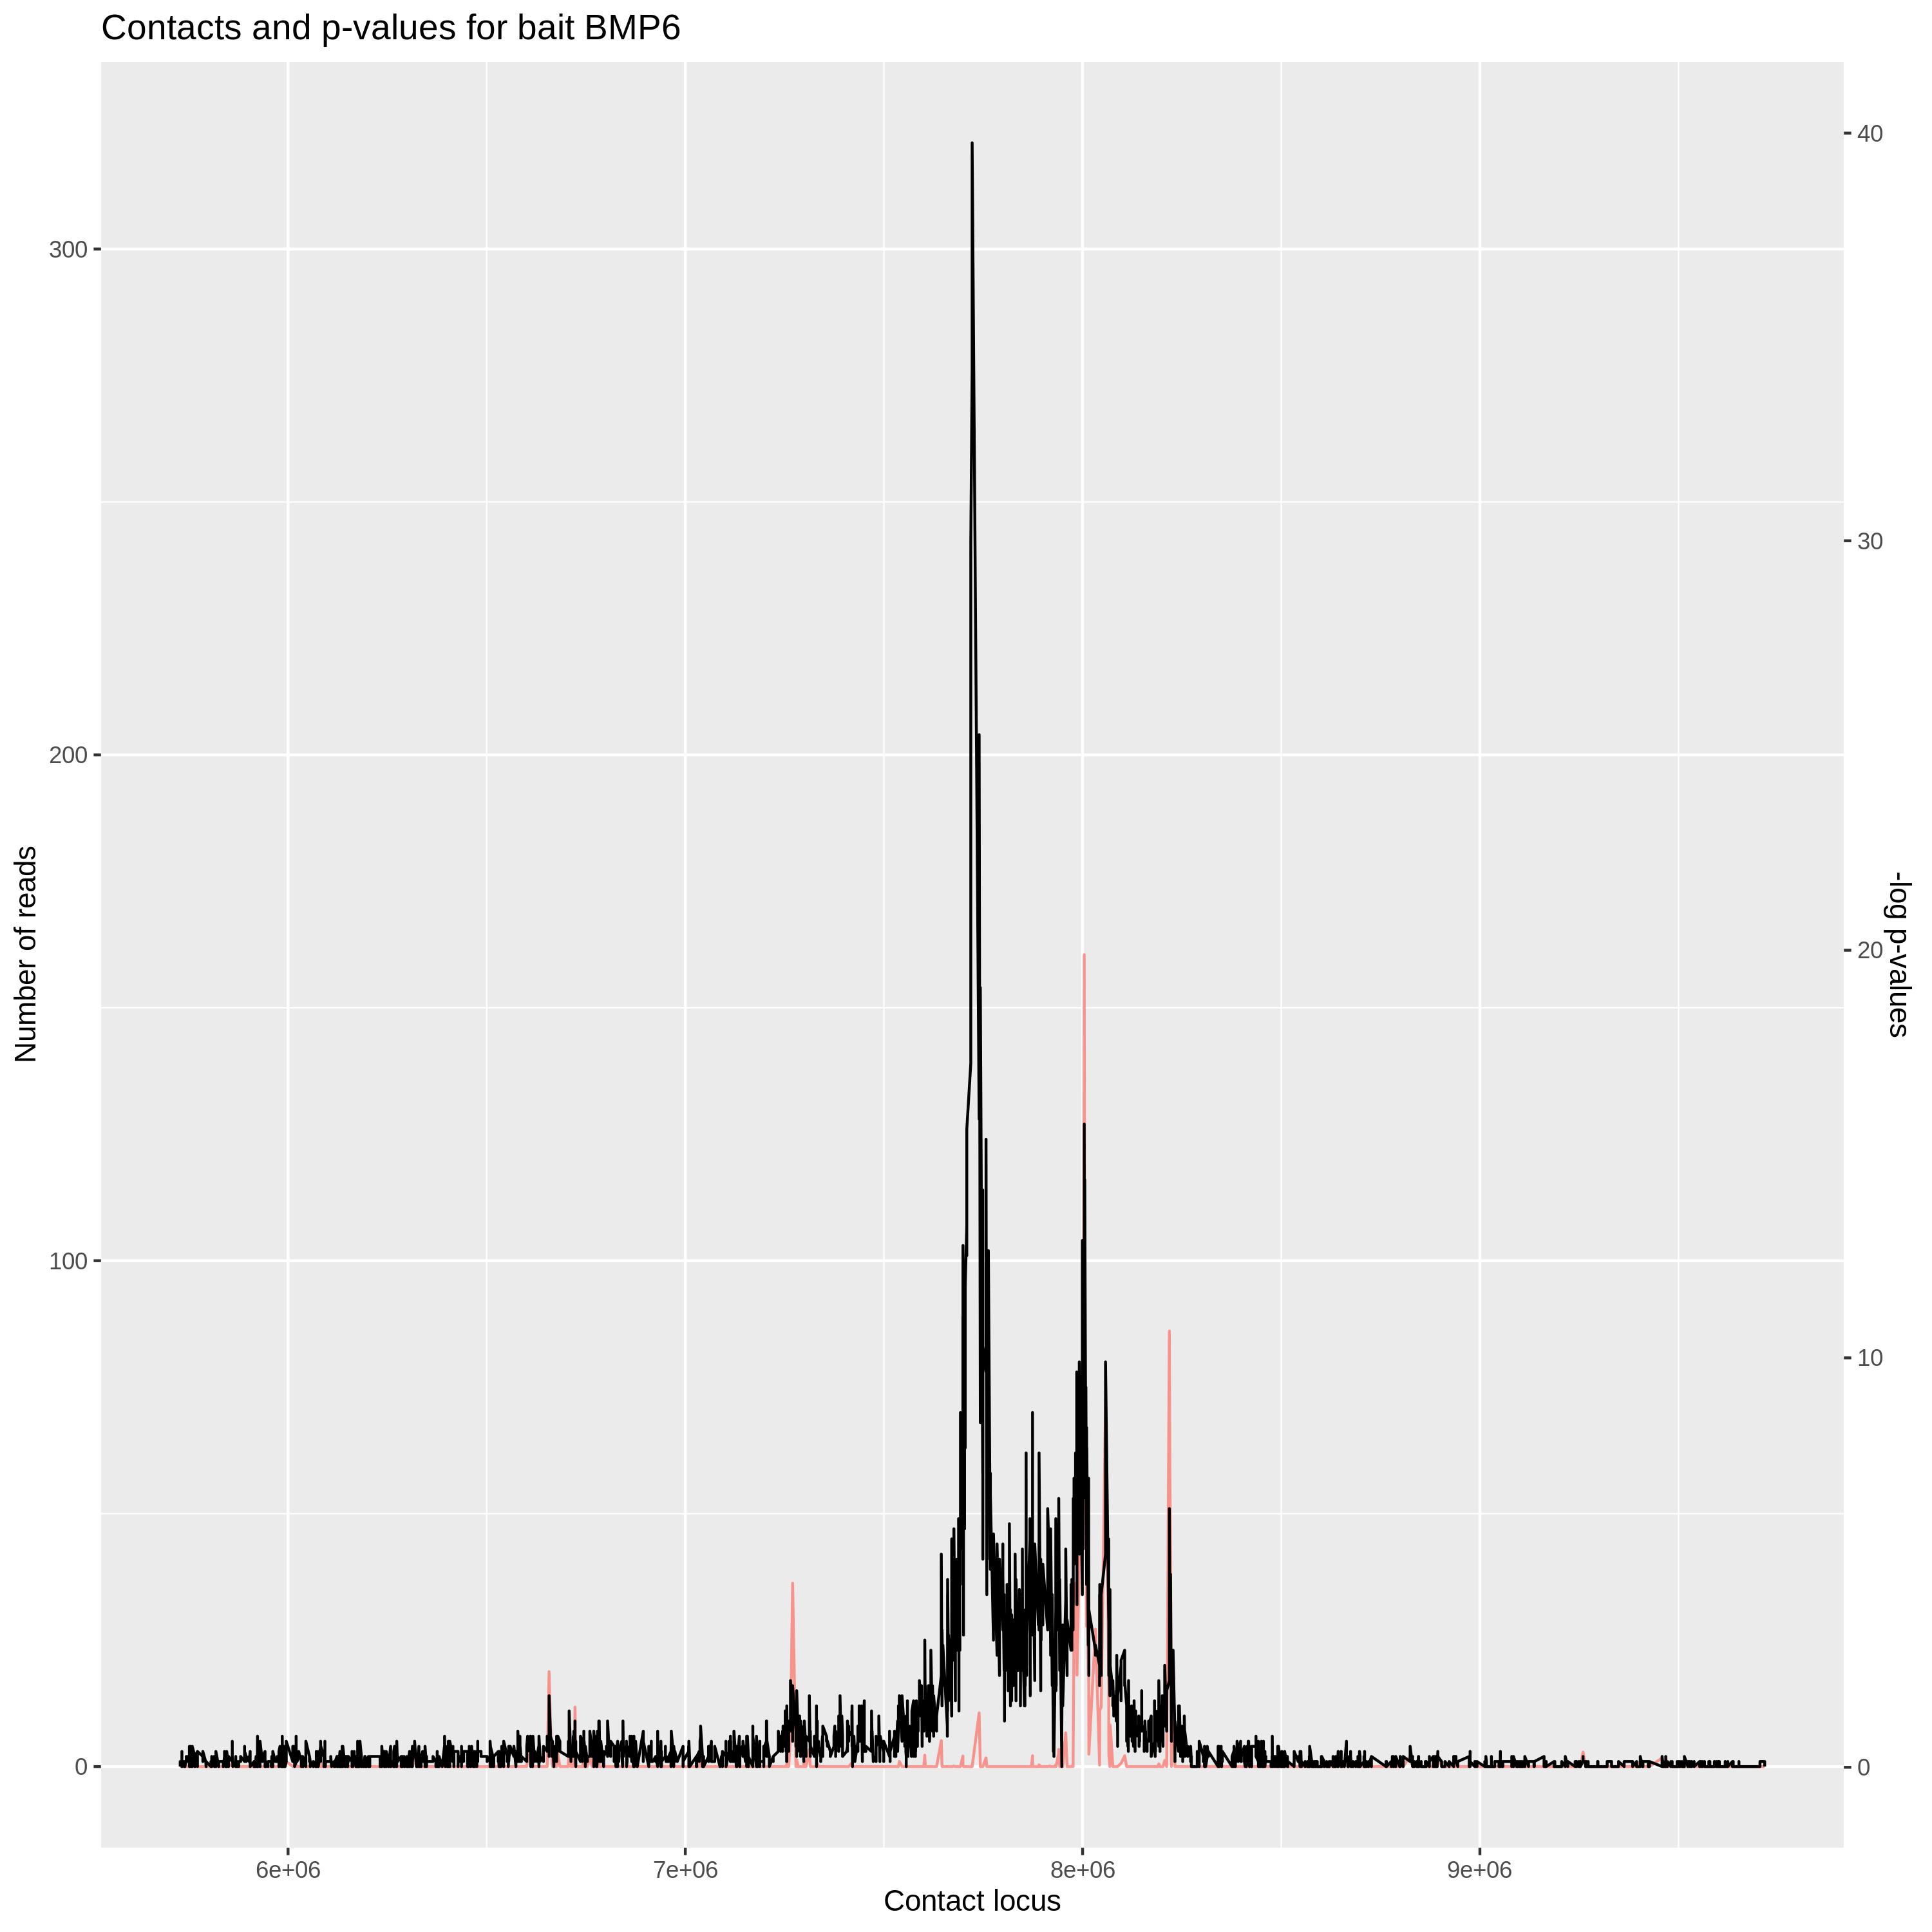 Contacts and p-values for bait BMP6
Number of reads
300
200
100
0
40
30
20
10
0
-log p-values
6e+06 7e+06 8e+06 9e+06
Contact locus